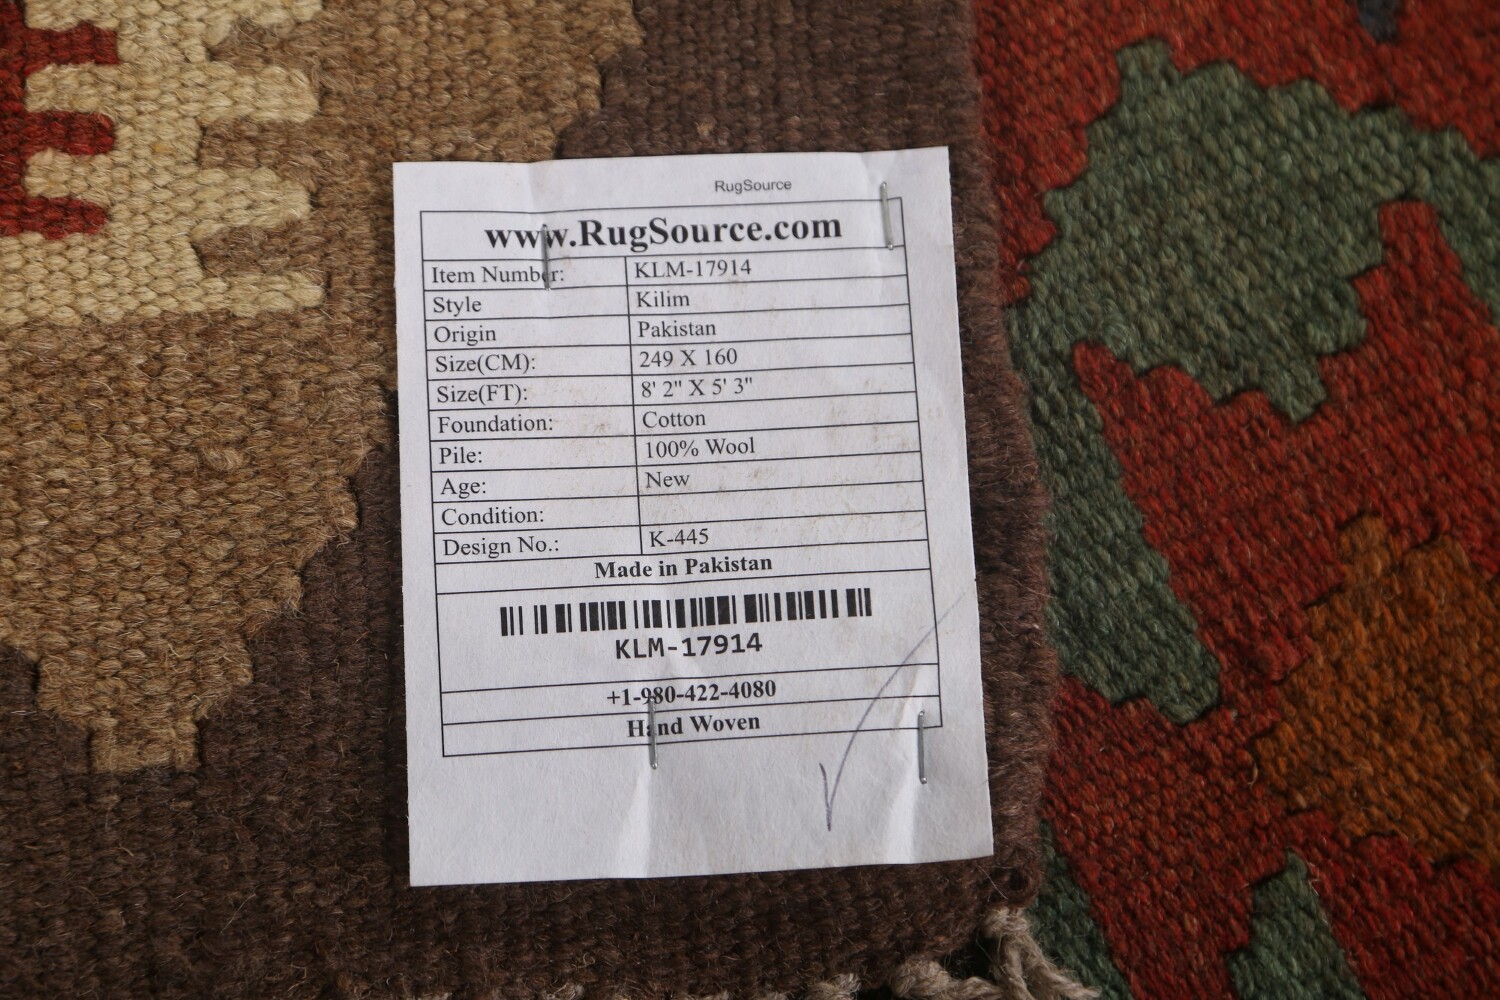 RugSource
www.RugSource.com
Item Number: KLM-17914
Style Kilim
Origin Pakistan
Size(CM): 249 X 160
Size(FT): 8' 2" X 5' 3"
Foundation: Cotton
Pile: 100% Wool
Age: New
Condition:
Design No.: K-445
Made in Pakistan
KLM-17914
+1-980-422-4080
Hand Woven